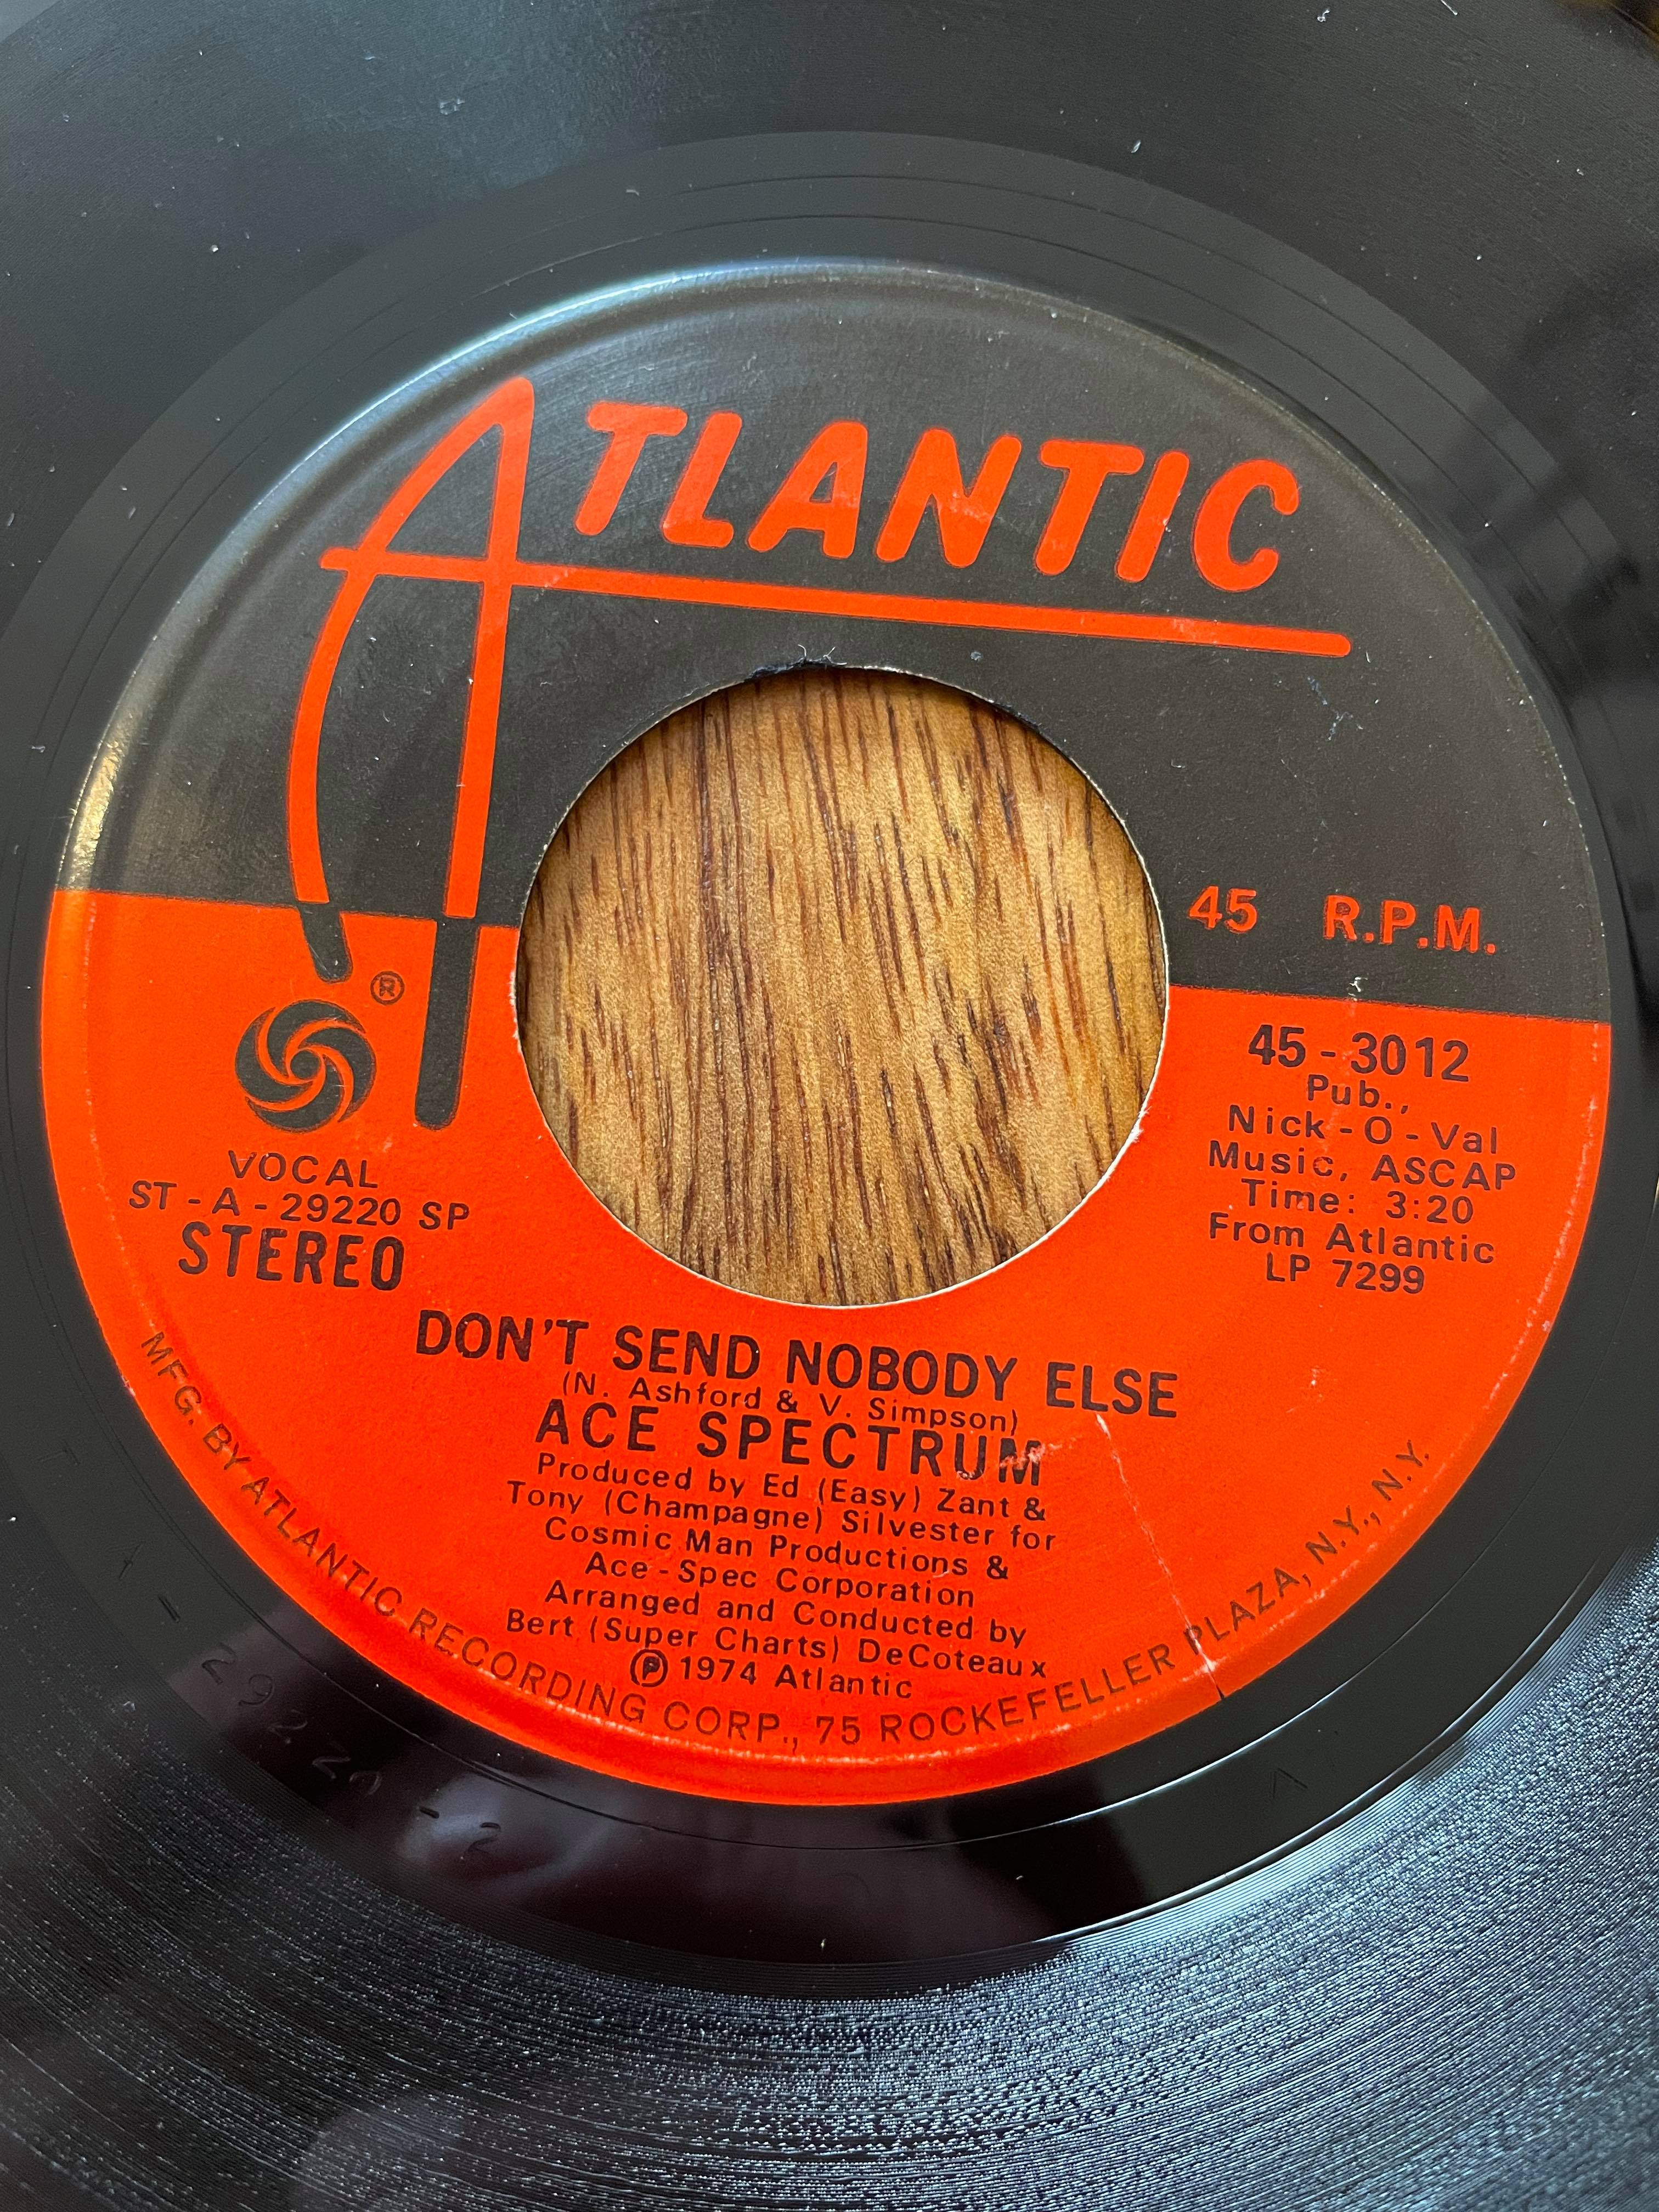 ATLANTIC
45 R.P.M.
®
VOCAL
ST-A-29220 SP
STEREO
45-3012
Pub.,
Nick-O-Val
Music, ASCAP
Time: 3:20
From Atlantic
LP 7299
DON'T SEND NOBODY ELSE
(N. Ashford & V. Simpson)
ACE SPECTRUM
Produced by Ed (Easy) Zant &
Tony (Champagne) Silvester for
Cosmic Man Productions &
Ace-Spec Corporation
Arranged and Conducted by
Bert (Super Charts) DeCoteaux
℗ 1974 Atlantic
MFG. BY ATLANTIC RECORDING CORP., 75 ROCKEFELLER PLAZA, N.Y., N.Y.